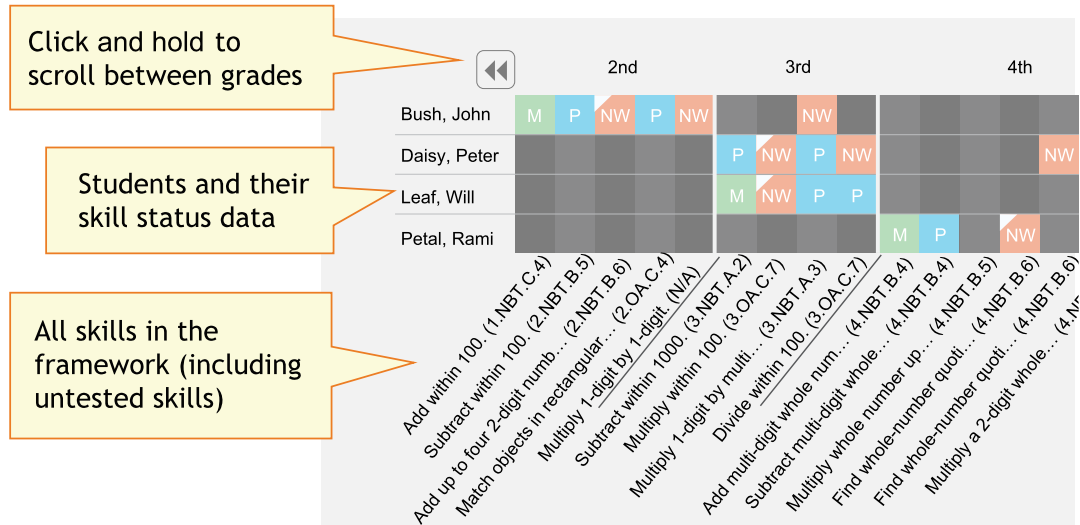 Click and hold to
scroll between grades
2nd 3rd 4th
Bush, John M P NW P NW NW
Daisy, Peter P NW P NW NW
Students and their
skill status data
Leaf, Will M NW P P
Petal, Rami M P NW
All skills in the
framework (including
untested skills)
Add within 100. (1.NBT.C.4)
Subtract within 100. (2.NBT.B.5)
Add up to four 2-digit numb… (2.NBT.B.6)
Match objects in rectangular… (2.OA.C.4)
Multiply 1-digit by 1-digit. (N/A)
Subtract within 1000. (3.NBT.A.2)
Multiply within 100. (3.OA.C.7)
Multiply 1-digit by multi… (3.NBT.A.3)
Divide within 100. (3.OA.C.7)
Add multi-digit whole num… (4.NBT.B.4)
Subtract multi-digit whole… (4.NBT.B.4)
Multiply whole number up… (4.NBT.B.5)
Find whole-number quoti… (4.NBT.B.6)
Find whole-number quoti… (4.NBT.B.6)
Multiply a 2-digit whole… (4.N